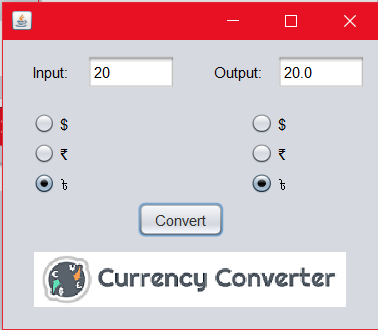 Input: 20 Output: 20.0
$ $
₹ ₹
৳ ৳
Convert
Currency Converter